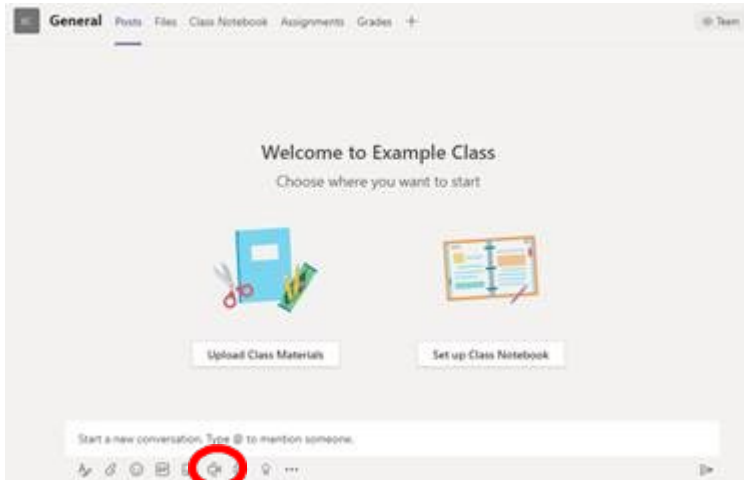 General Posts Files Class Notebook Assignments Grades +
Team
Welcome to Example Class
Choose where you want to start
Upload Class Materials
Set up Class Notebook
Start a new conversation. Type @ to mention someone.